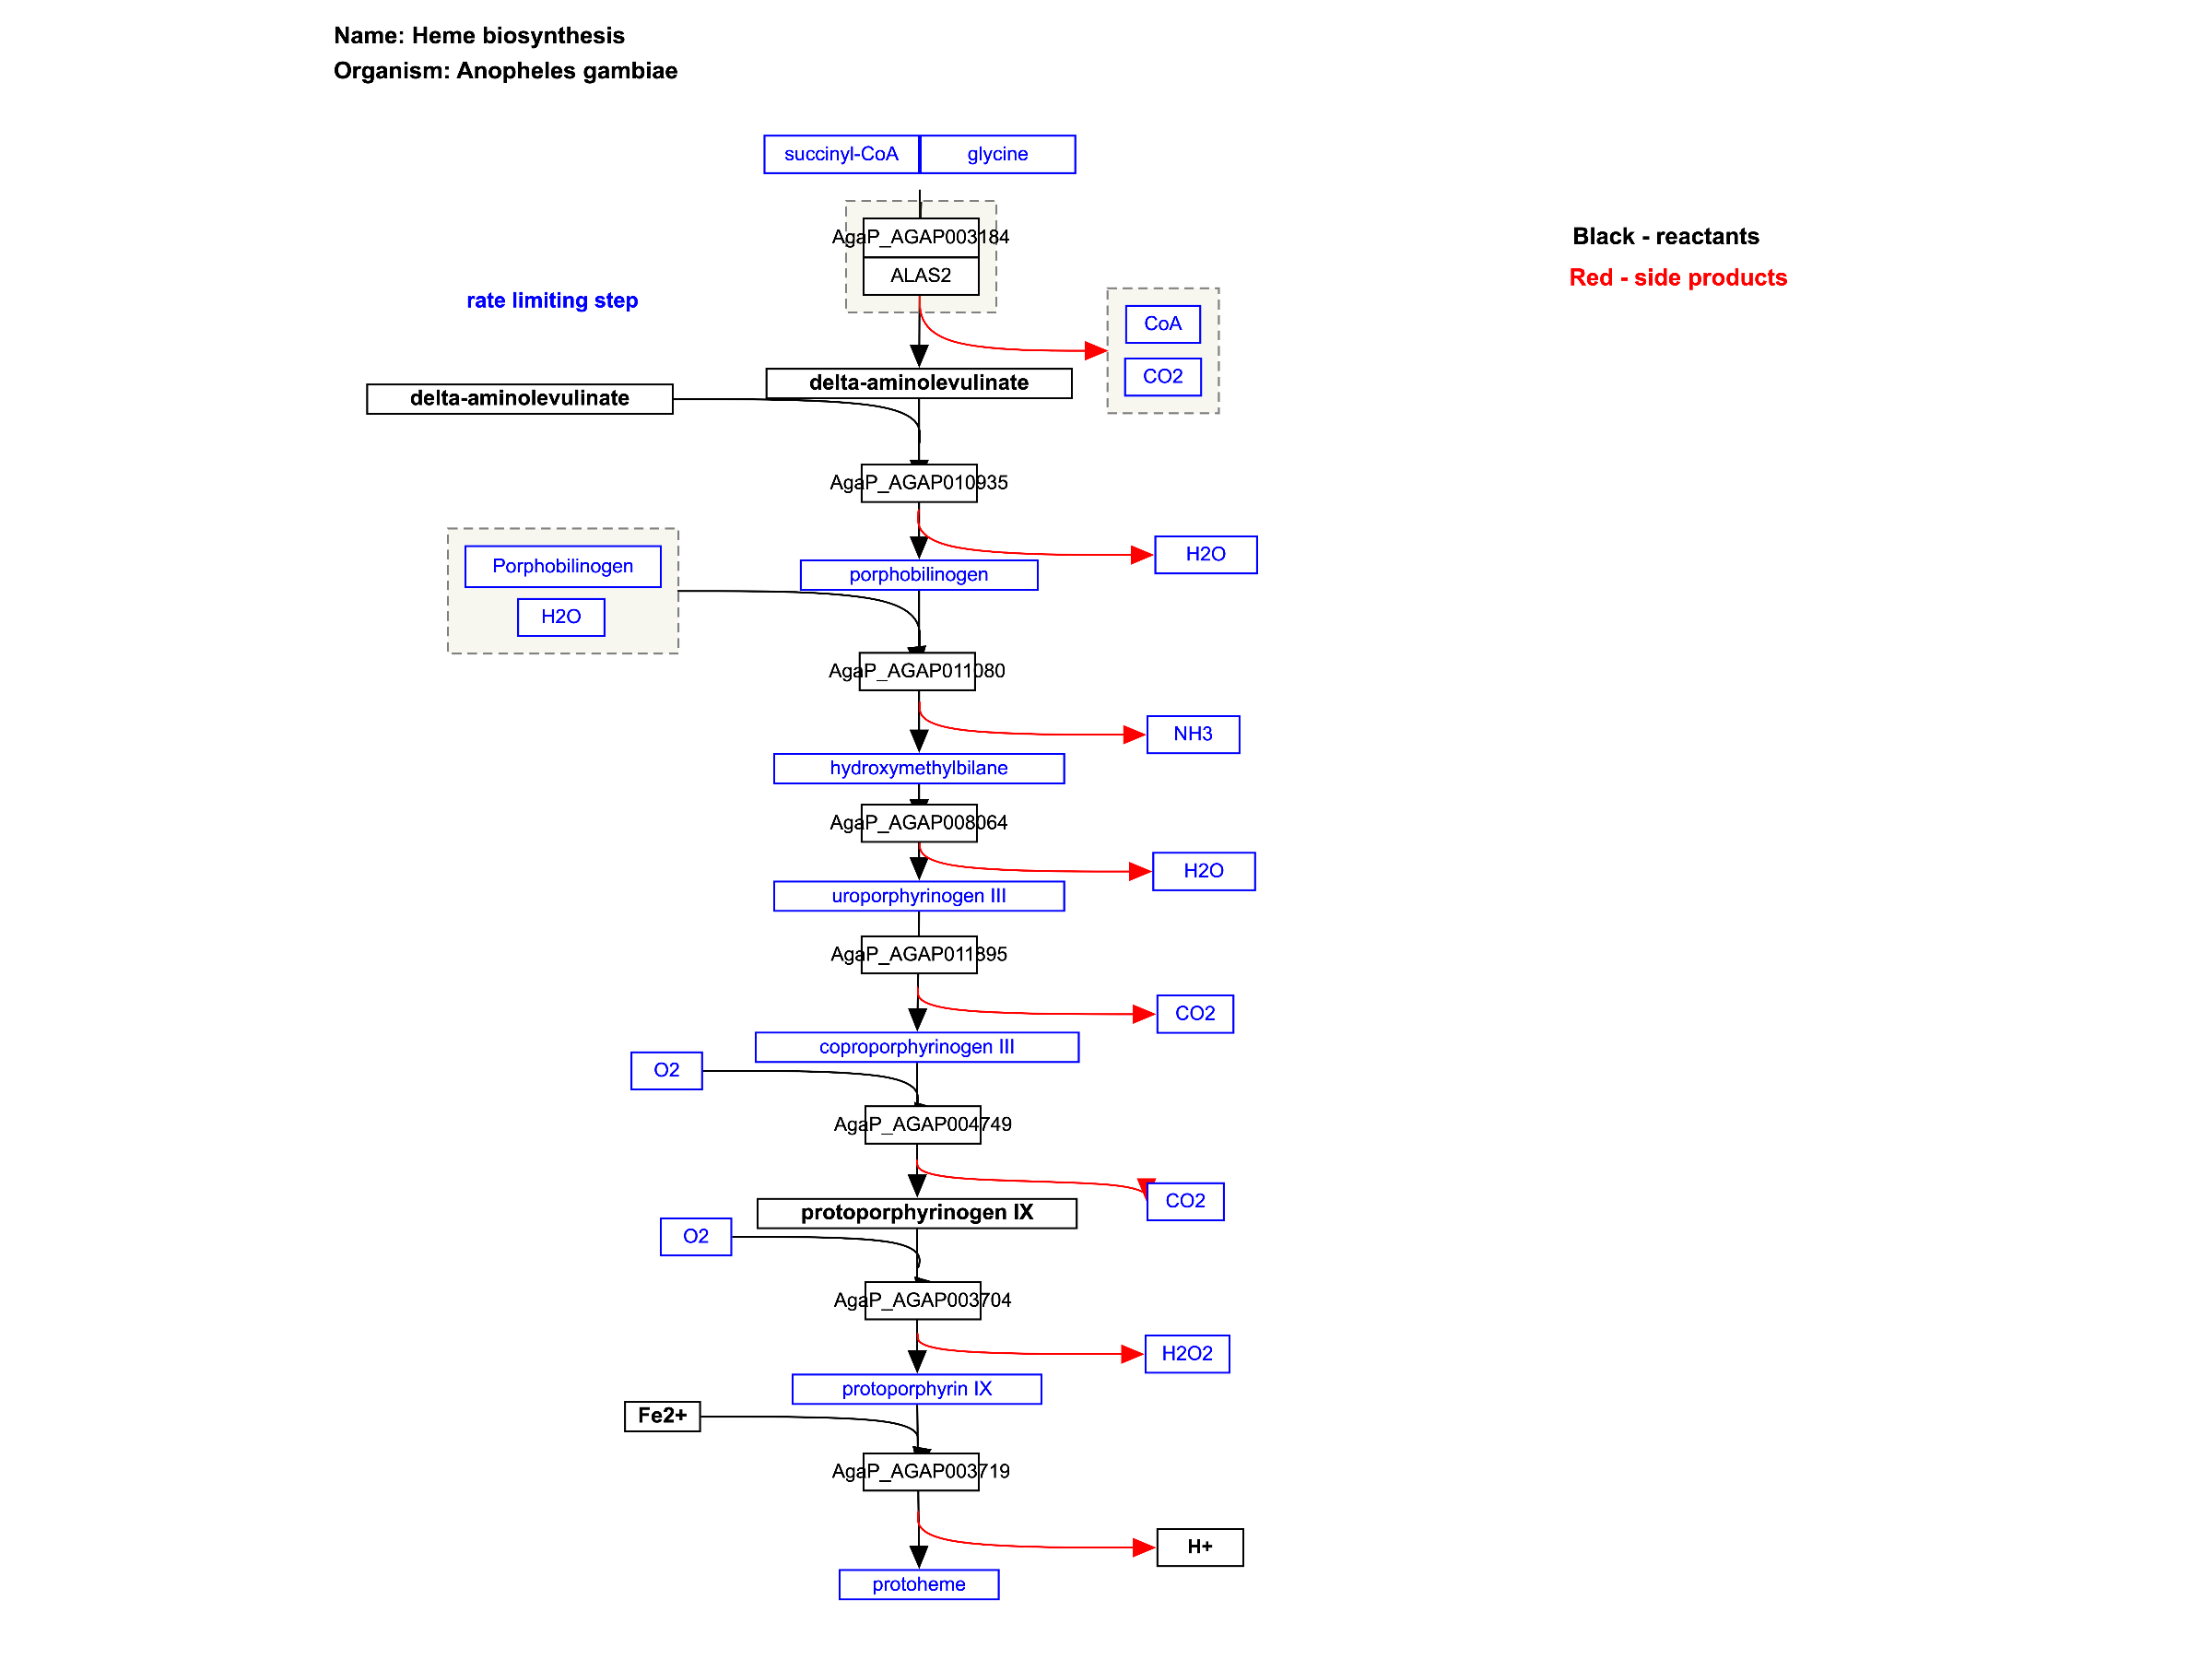 Name: Heme biosynthesis
Organism: Anopheles gambiae
succinyl-CoA
glycine
AgaP_AGAP003184
ALAS2
Black - reactants
Red - side products
rate limiting step
CoA
CO2
delta-aminolevulinate
delta-aminolevulinate
AgaP_AGAP010935
H2O
Porphobilinogen
H2O
porphobilinogen
AgaP_AGAP011080
NH3
hydroxymethylbilane
AgaP_AGAP008064
H2O
uroporphyrinogen III
AgaP_AGAP011895
CO2
coproporphyrinogen III
O2
AgaP_AGAP004749
CO2
protoporphyrinogen IX
O2
AgaP_AGAP003704
H2O2
protoporphyrin IX
Fe2+
AgaP_AGAP003719
H+
protoheme